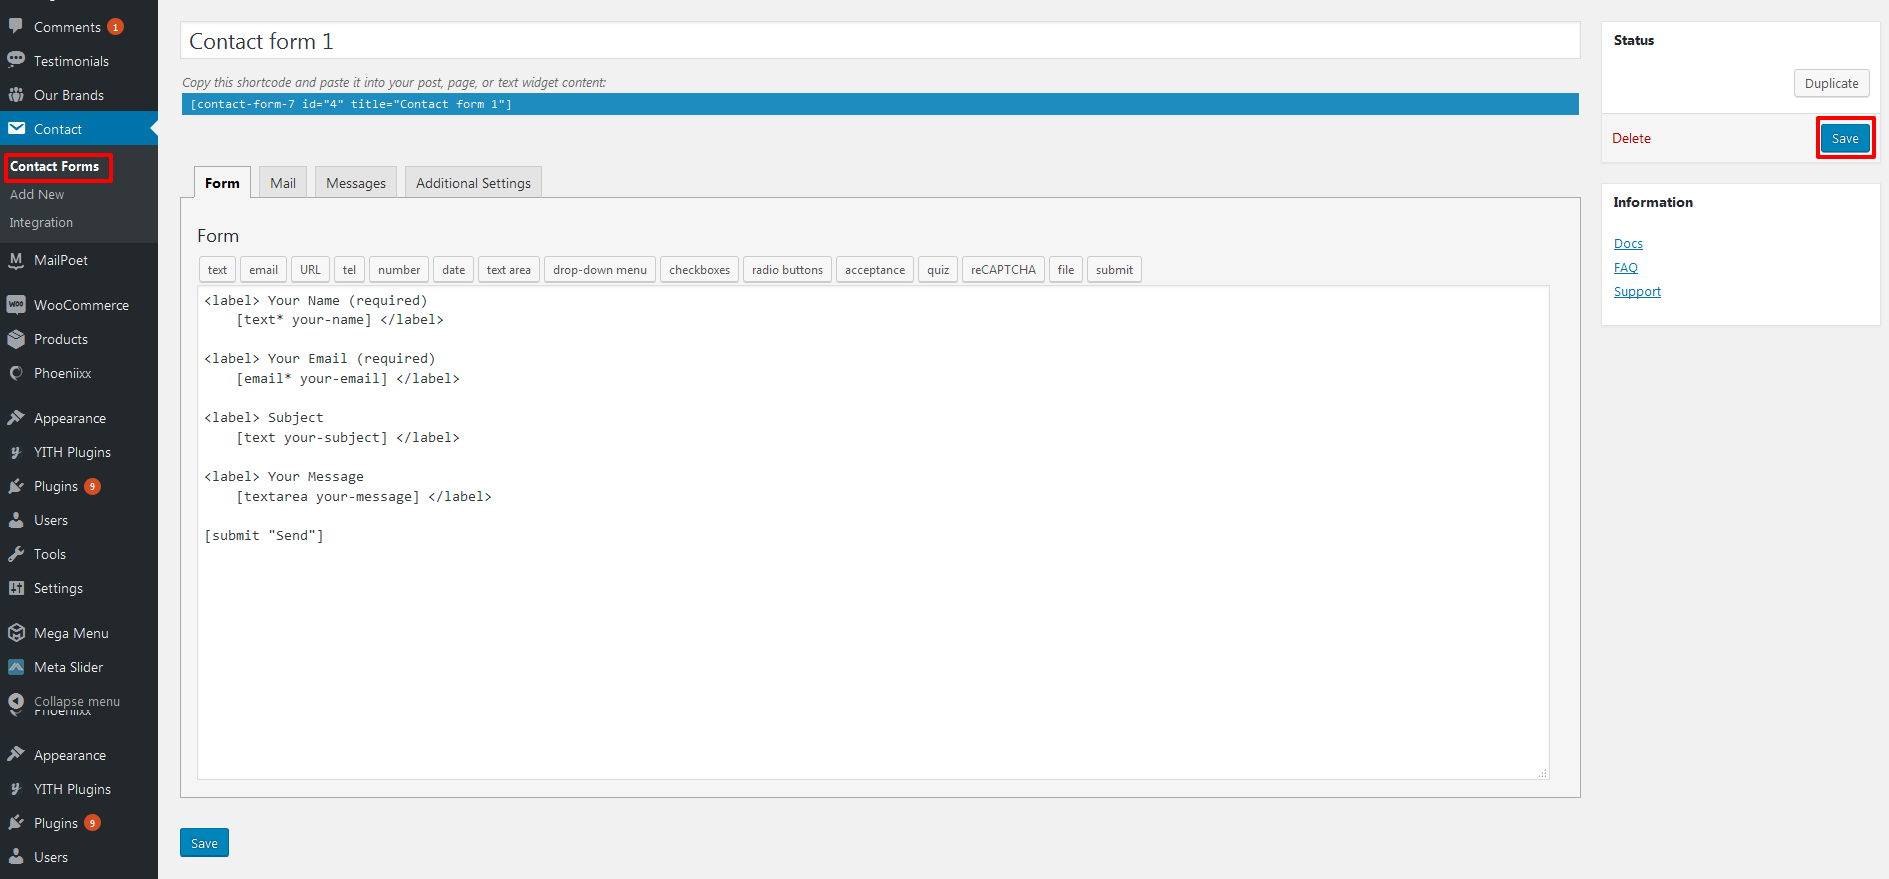 Comments 1
Testimonials
Our Brands
Contact
Contact Forms
Add New
Integration
MailPoet
WooCommerce
Products
Phoeniixx
Appearance
YITH Plugins
Plugins 9
Users
Tools
Settings
Mega Menu
Meta Slider
Collapse menu
Phoeniixx
Appearance
YITH Plugins
Plugins 9
Users
Contact form 1
Copy this shortcode and paste it into your post, page, or text widget content:
[contact-form-7 id="4" title="Contact form 1"]
Form Mail Messages Additional Settings
Form
text email URL tel number date text area drop-down menu checkboxes radio buttons acceptance quiz reCAPTCHA file submit
<label> Your Name (required)
[text* your-name] </label>
<label> Your Email (required)
[email* your-email] </label>
<label> Subject
[text your-subject] </label>
<label> Your Message
[textarea your-message] </label>
[submit "Send"]
Save
Status
Duplicate
Delete Save
Information
Docs
FAQ
Support